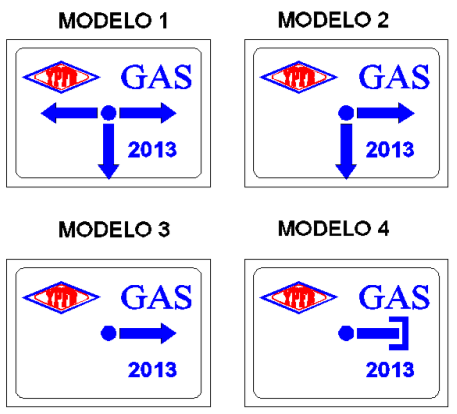 MODELO 1
YPFB
GAS
2013
MODELO 2
YPFB
GAS
2013
MODELO 3
YPFB
GAS
2013
MODELO 4
YPFB
GAS
2013